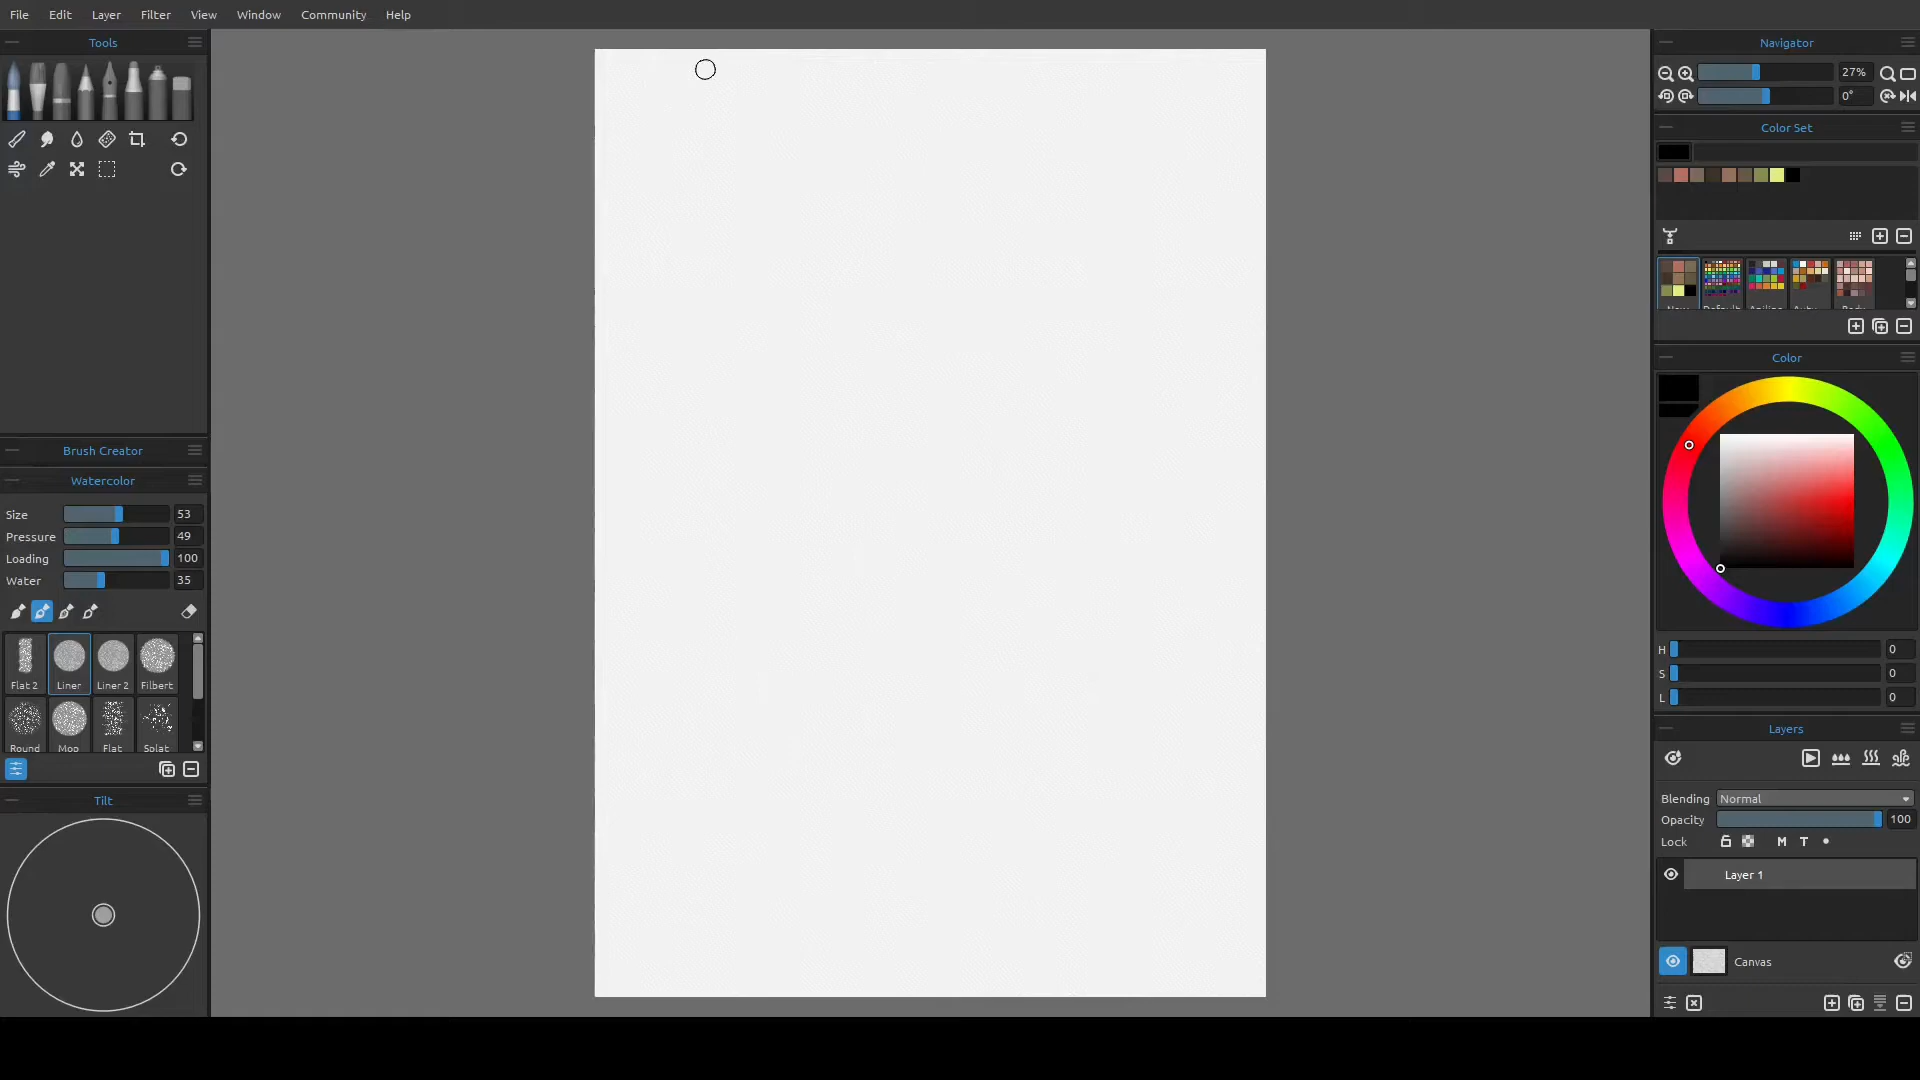 File Edit Layer Filter View Window Community Help
Tools
Brush Creator
Watercolor
Size 53
Pressure 49
Loading 100
Water 35
Flat 2 Liner Liner 2 Filbert
Round Mop Flat Splat
Tilt
Navigator
27%
0°
Color Set
Default
Color
H 0
S 0
L 0
Layers
Blending Normal
Opacity 100
Lock M T
Layer 1
Canvas